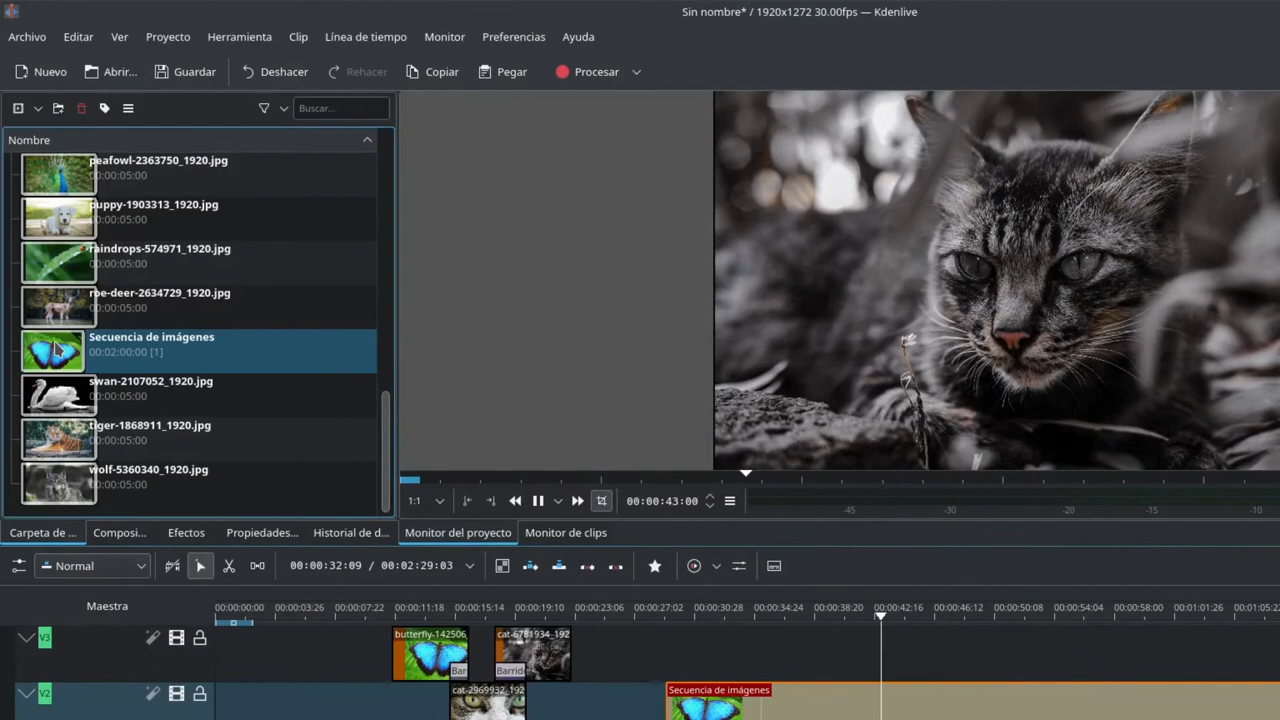 Sin nombre* / 1920x1272 30.00fps — Kdenlive
Archivo Editar Ver Proyecto Herramienta Clip Línea de tiempo Monitor Preferencias Ayuda
Nuevo Abrir... Guardar Deshacer Rehacer Copiar Pegar Procesar
Buscar...
Nombre
peafowl-2363750_1920.jpg
00:00:05:00
puppy-1903313_1920.jpg
00:00:05:00
raindrops-574971_1920.jpg
00:00:05:00
roe-deer-2634729_1920.jpg
00:00:05:00
Secuencia de imágenes
00:02:00:00 [1]
swan-2107052_1920.jpg
00:00:05:00
tiger-1868911_1920.jpg
00:00:05:00
wolf-5360340_1920.jpg
00:00:05:00
1:1 00:00:43:00
-45 -30 -20 -15 -10
Carpeta de ... Composi... Efectos Propiedades... Historial de d... Monitor del proyecto Monitor de clips
Normal 00:00:32:09 / 00:02:29:03
Maestra 00:00:00:00 00:00:03:26 00:00:07:22 00:00:11:18 00:00:15:14 00:00:19:10 00:00:23:06 00:00:27:02 00:00:30:28 00:00:34:24 00:00:38:20 00:00:42:16 00:00:46:12 00:00:50:08 00:00:54:04 00:00:58:00 00:01:01:26 00:01:05:22
V3 butterfly-142506 cat-6781934_192
Bar Barrid
V2 cat-2969932_192 Secuencia de imágenes